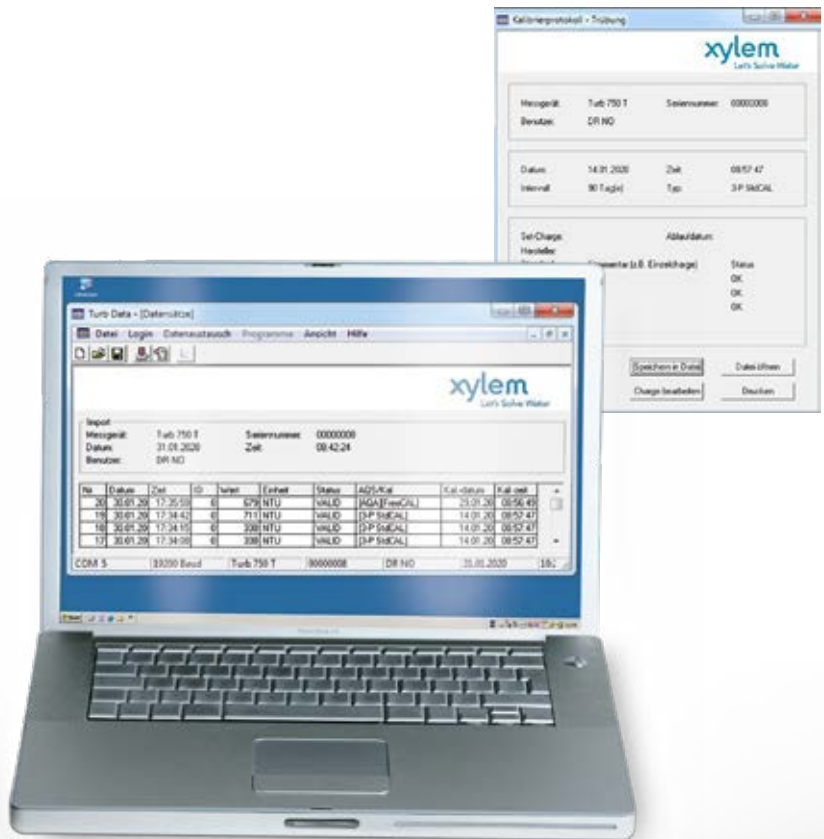 Kalibrierprotokoll - Trübung
xylem
Let's Solve Water
Messgerät: Turb 750 T Seriennummer: 00000008
Benutzer: DR NO
Datum: 14.01.2020 Zeit: 08:57:47
Intervall: 90 Tag(e) Typ: 3-P StdCAL
Set-Charge: Ablaufdatum:
Hersteller:
Kommentar (z.B. Einzelcharge) Status
OK
OK
OK
Speichern in Datei Datei öffnen
Charge bearbeiten Drucken
Turb Data - [Datensätze]
Datei Login Datenaustausch Programme Ansicht Hilfe
xylem
Let's Solve Water
Import
Messgerät: Turb 750 T Seriennummer: 00000008
Datum: 31.01.2020 Zeit: 08:42:24
Benutzer: DR NO
Nr. Datum Zeit ID Wert Einheit Status AQS/Kal Kal.-datum Kal.-zeit
20 30.01.20 17:35:59 0 679 NTU VALID [AQA][FreeCAL] 23.01.20 08:56:49
19 30.01.20 17:34:42 0 711 NTU VALID [3-P StdCAL] 14.01.20 08:57:47
18 30.01.20 17:34:15 0 338 NTU VALID [3-P StdCAL] 14.01.20 08:57:47
17 30.01.20 17:34:08 0 338 NTU VALID [3-P StdCAL] 14.01.20 08:57:47
COM 5 19200 Baud Turb 750 T 00000008 DR NO 31.01.2020